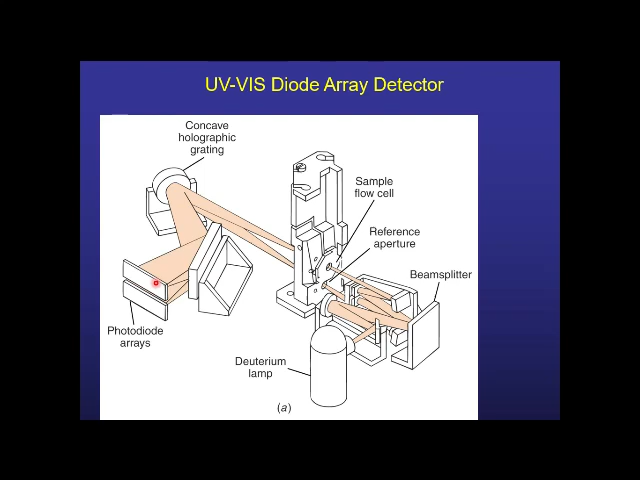 UV-VIS Diode Array Detector
Concave
holographic
grating
Sample
flow cell
Reference
aperture
Beamsplitter
Photodiode
arrays
Deuterium
lamp
(a)